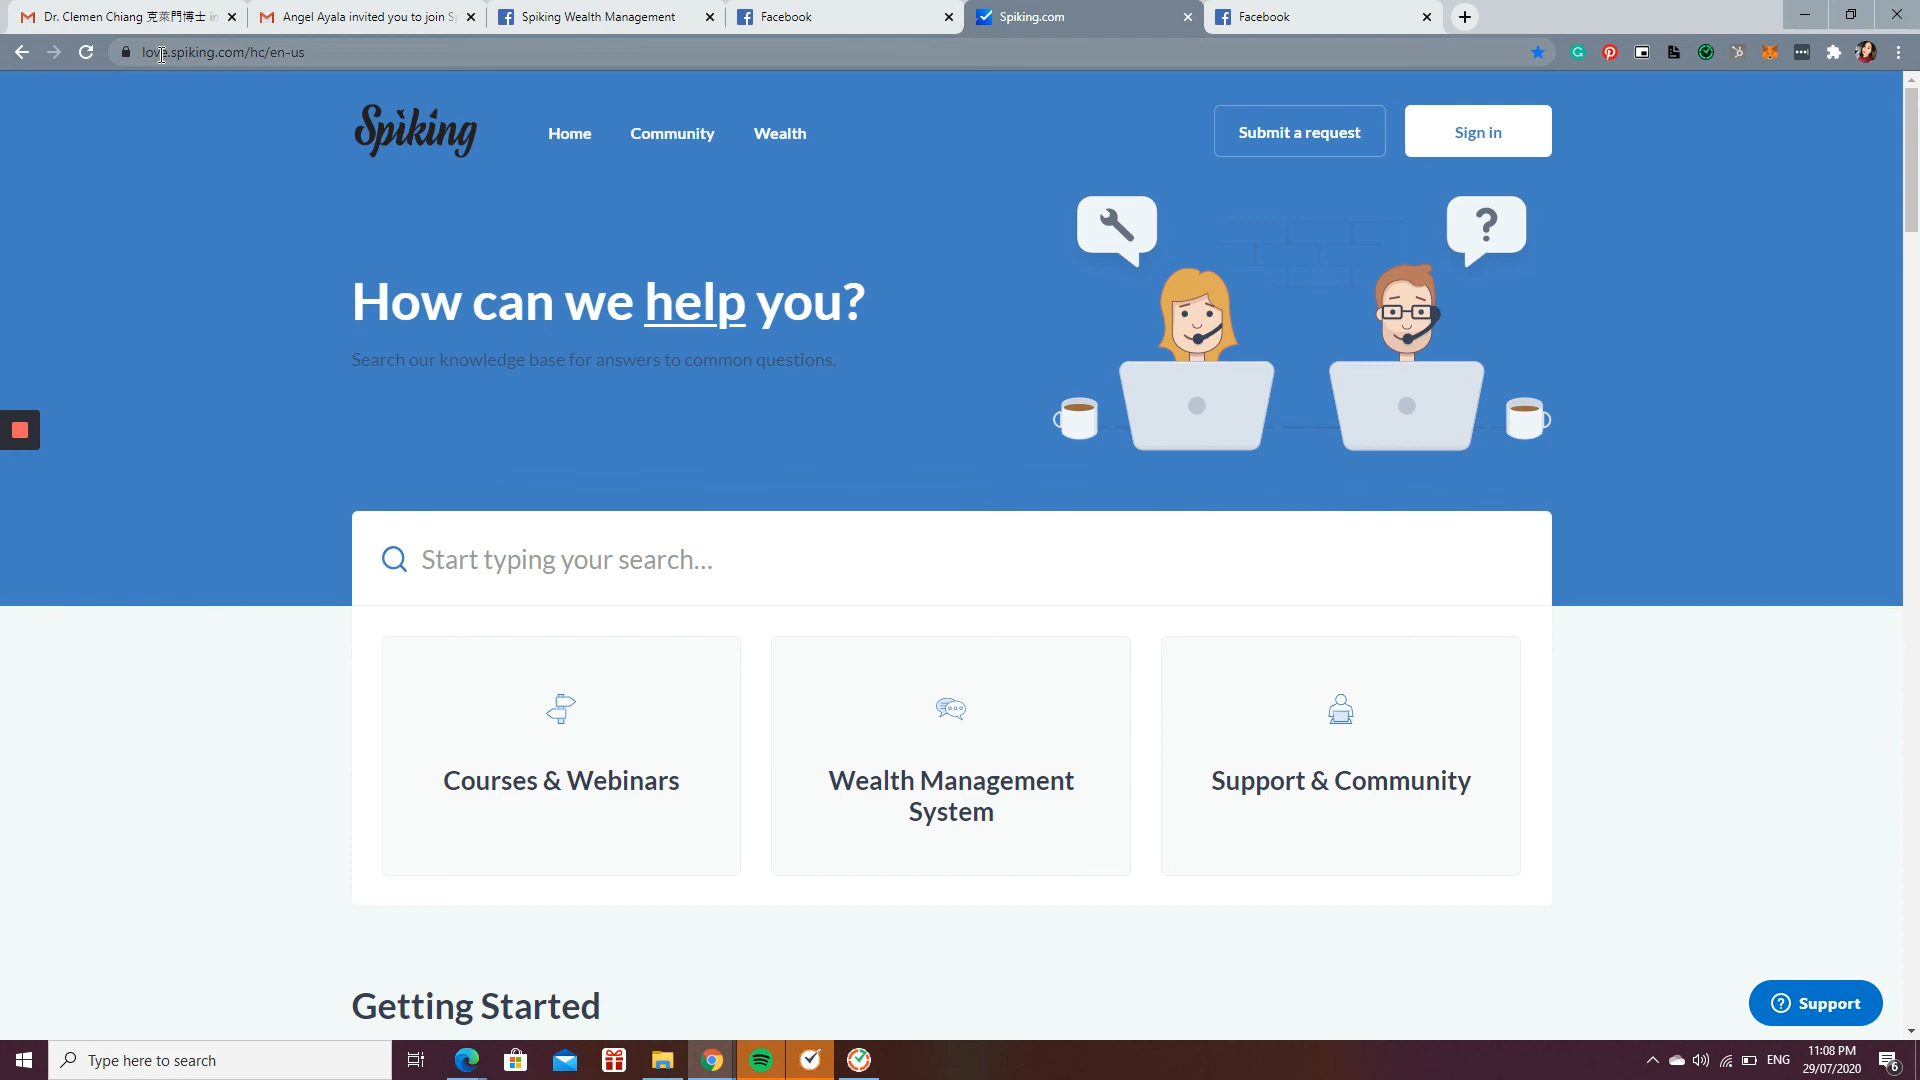 Dr. Clemen Chiang 克萊門博士 in
Angel Ayala invited you to join S
Spiking Wealth Management
Facebook
Spiking.com
Facebook
love.spiking.com/hc/en-us
Spiking
Home
Community
Wealth
Submit a request
Sign in
How can we help you?
Search our knowledge base for answers to common questions.
Start typing your search...
Courses & Webinars
Wealth Management
System
Support & Community
Getting Started
Support
Type here to search
ENG
11:08 PM
29/07/2020
6